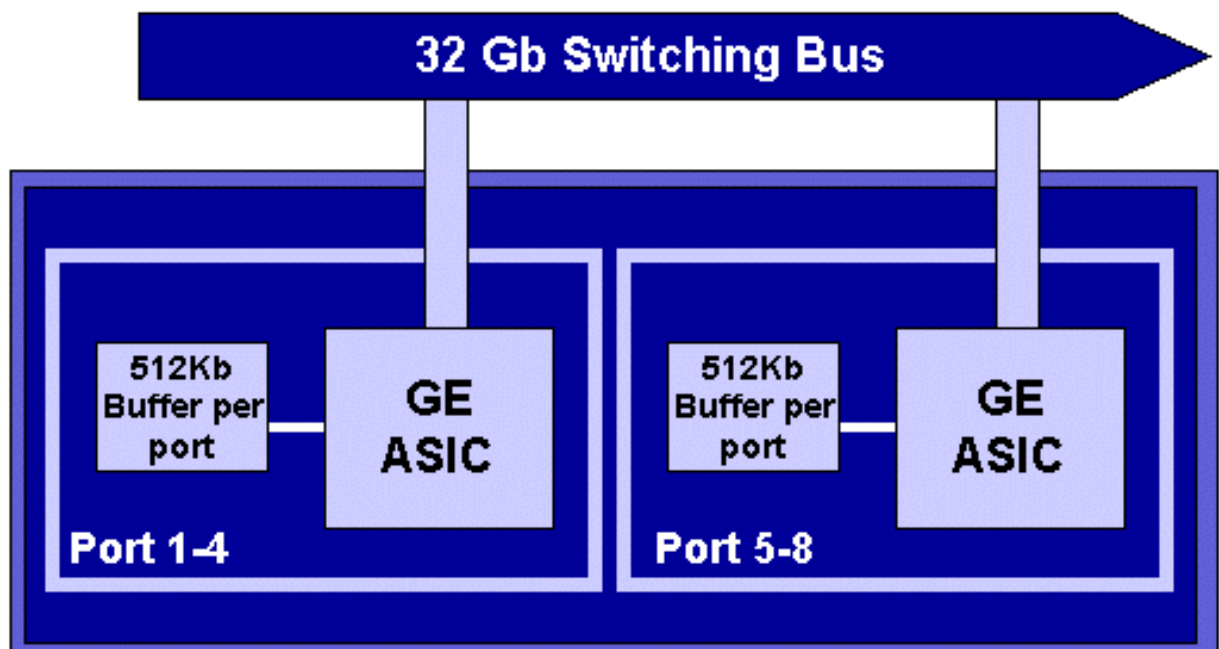 32 Gb Switching Bus
512Kb
Buffer per
port
GE
ASIC
Port 1-4
512Kb
Buffer per
port
GE
ASIC
Port 5-8